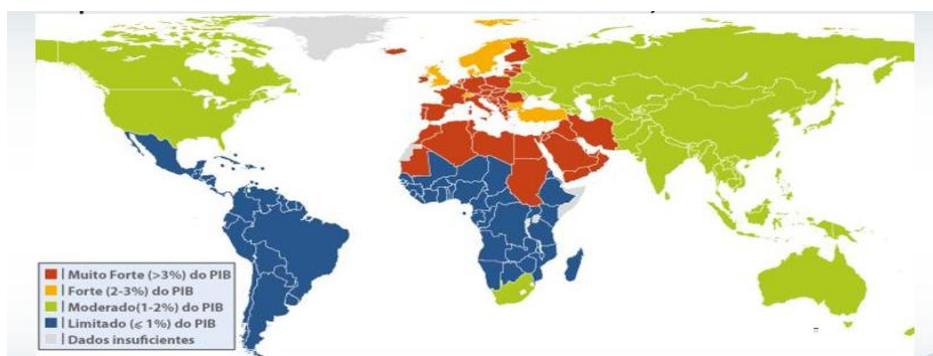 Muito Forte (>3%) do PIB
Forte (2-3%) do PIB
Moderado(1-2%) do PIB
Limitado (⩽ 1%) do PIB
Dados insuficientes